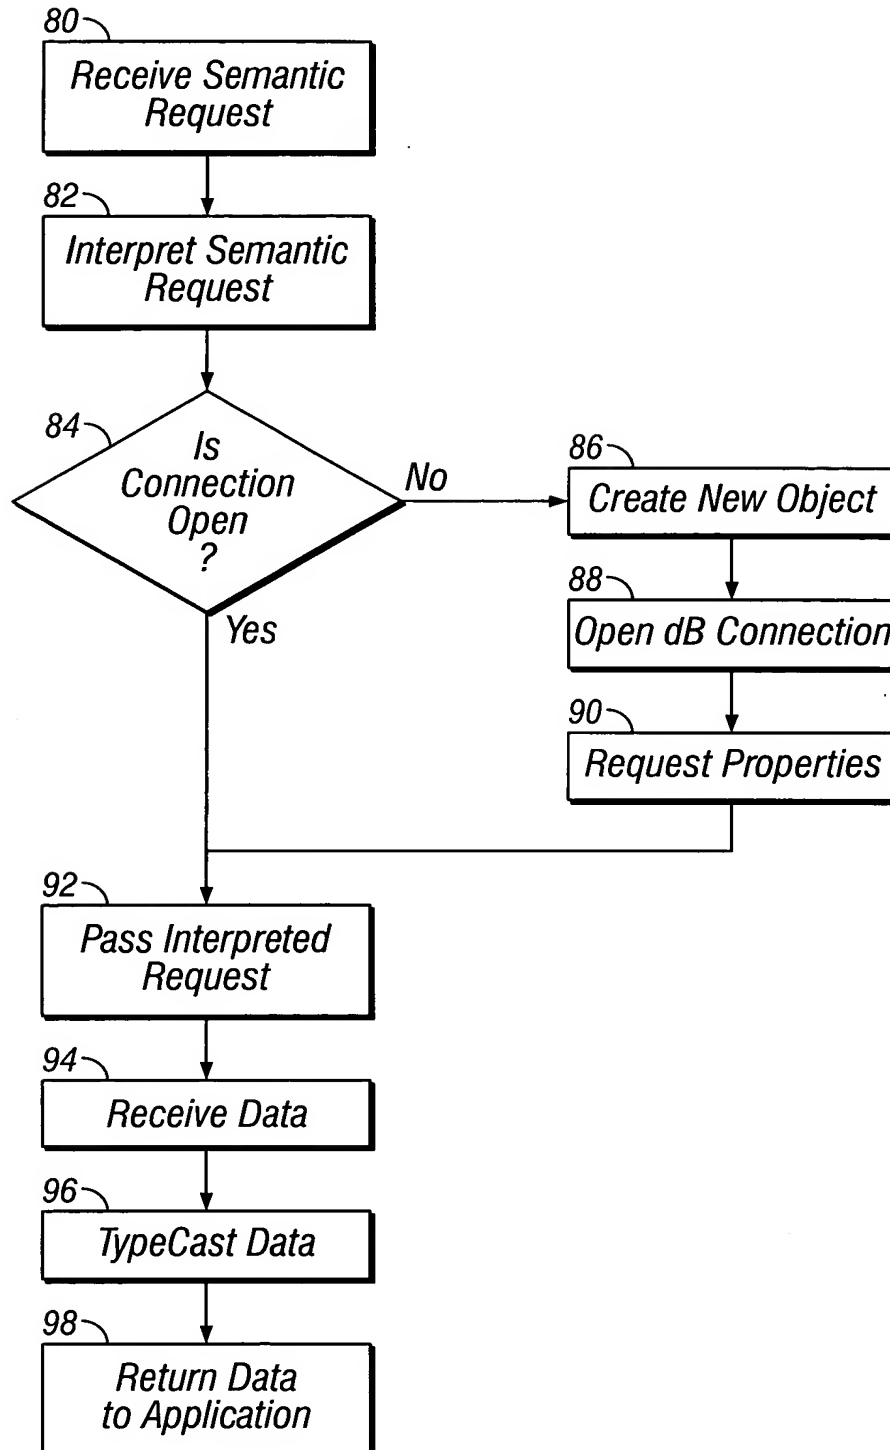 80
Receive Semantic
Request
82
Interpret Semantic
Request
84
Is
Connection
Open
?
No
Yes
86
Create New Object
88
Open dB Connection
90
Request Properties
92
Pass Interpreted
Request
94
Receive Data
96
TypeCast Data
98
Return Data
to Application